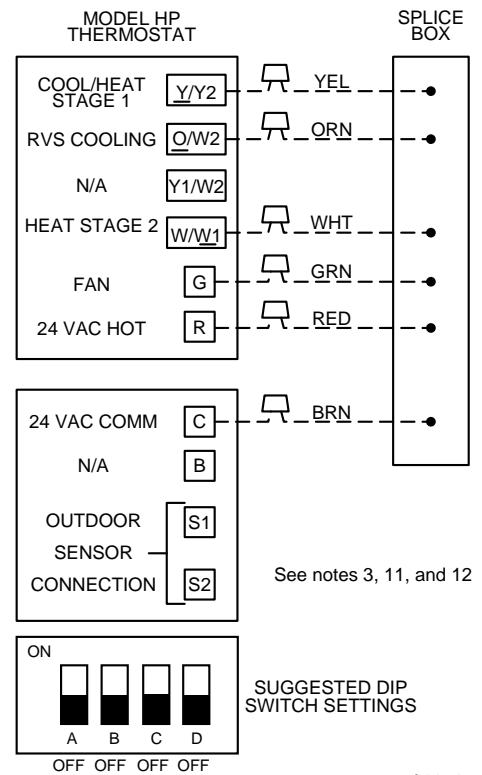 MODEL HP
THERMOSTAT
SPLICE
BOX
COOL/HEAT
STAGE 1
Y/Y2
YEL
RVS COOLING
O/W2
ORN
N/A
Y1/W2
HEAT STAGE 2
W/W1
WHT
FAN
G
GRN
24 VAC HOT
R
RED
24 VAC COMM
C
BRN
N/A
B
OUTDOOR
SENSOR
CONNECTION
S1
S2
See notes 3, 11, and 12
ON
A B C D
OFF OFF OFF OFF
SUGGESTED DIP
SWITCH SETTINGS